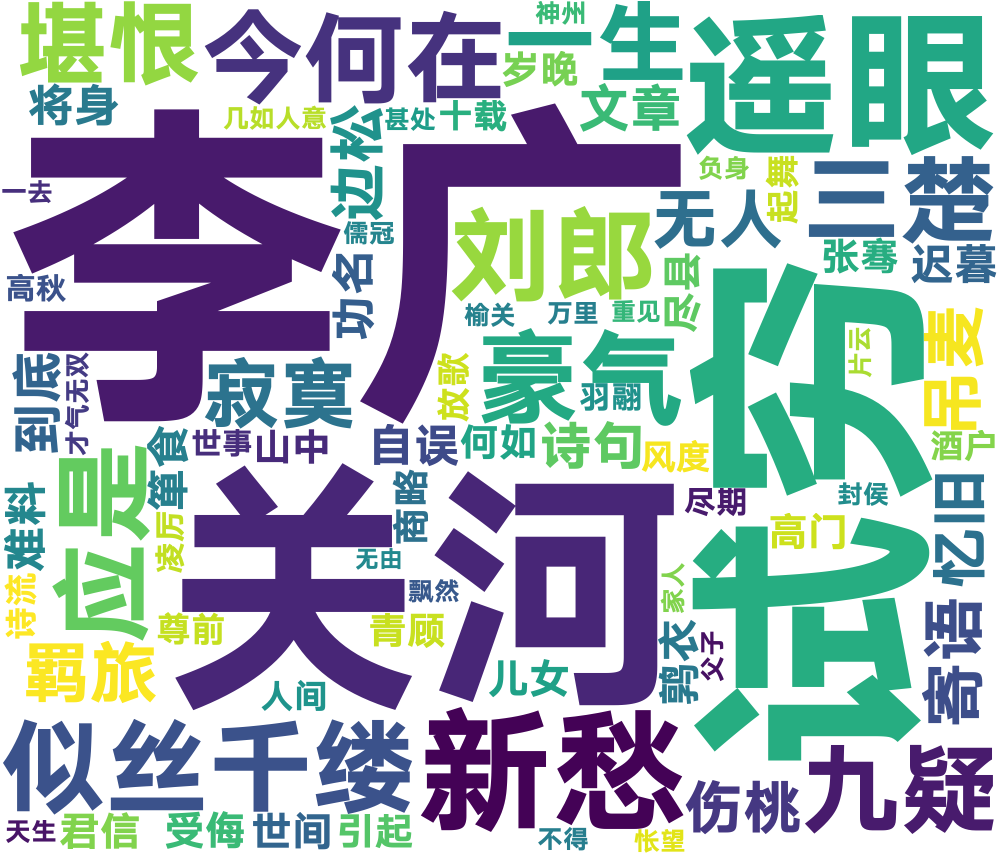 堪恨
今何在
一生
神州
岁晚
遥眼
将身
几如人意
甚处
十载
文章
李广
边松
一去
儒冠
高秋
功名
刘郎
无人
负身
起舞
三楚
张骞
迟暮
尽县
榆关
万里
重见
试穷
片云
吊麦
到底
才气无双
寂寞
放歌
豪气
羽翮
世事
山中
自误
何如
诗句
风度
酒户
应是
箪食
凌厉
难料
诗流
关河
商略
无由
飘然
尽期
封侯
高门
忆旧
羁旅
尊前
青顾
家人
鹑衣
父子
寄语
人间
儿女
似丝千缕
新愁
伤桃
九疑
天生
君信
受侮
世间
引起
不得
怅望